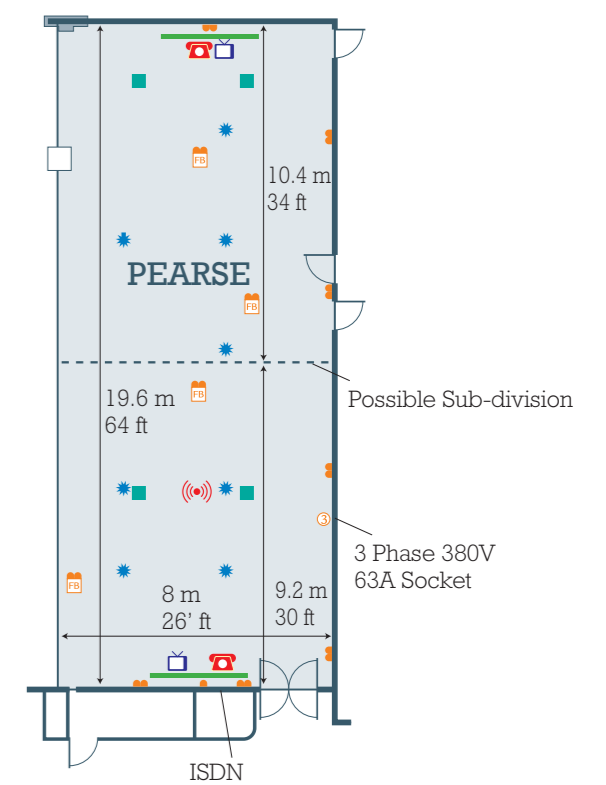 FB
10.4 m
34 ft
PEARSE
FB
Possible Sub-division
FB
19.6 m
64 ft
3
3 Phase 380V
63A Socket
FB
8 m
26' ft
9.2 m
30 ft
ISDN